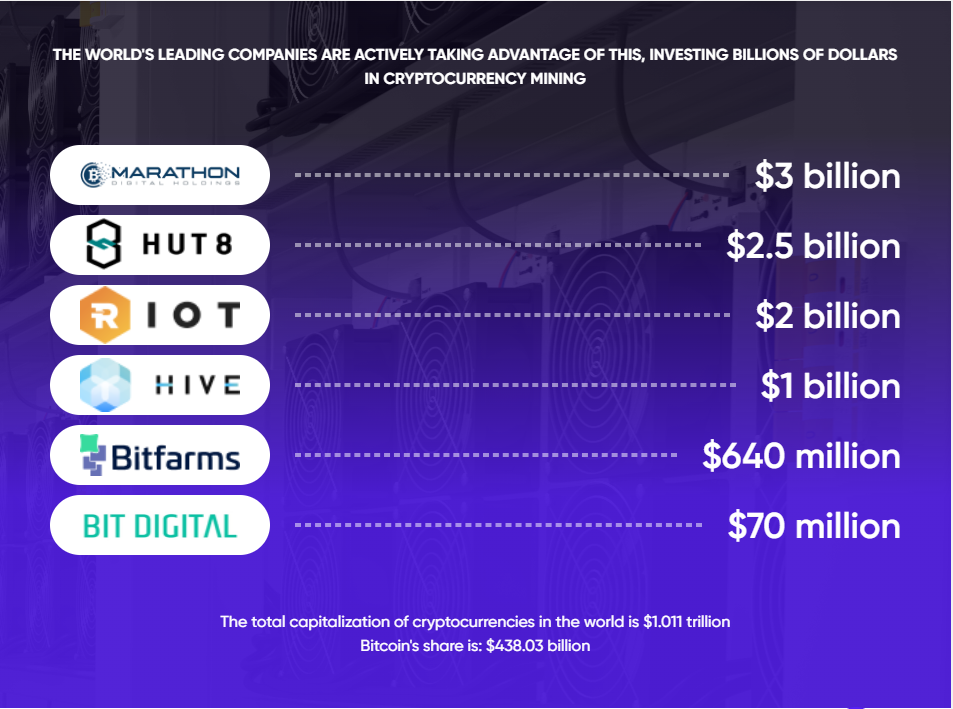 THE WORLD'S LEADING COMPANIES ARE ACTIVELY TAKING ADVANTAGE OF THIS, INVESTING BILLIONS OF DOLLARS
IN CRYPTOCURRENCY MINING
MARATHON
DIGITAL HOLDINGS
$3 billion
HUT 8
$2.5 billion
RIOT
$2 billion
HIVE
$1 billion
Bitfarms
$640 million
BIT DIGITAL
$70 million
The total capitalization of cryptocurrencies in the world is $1.011 trillion
Bitcoin's share is: $438.03 billion